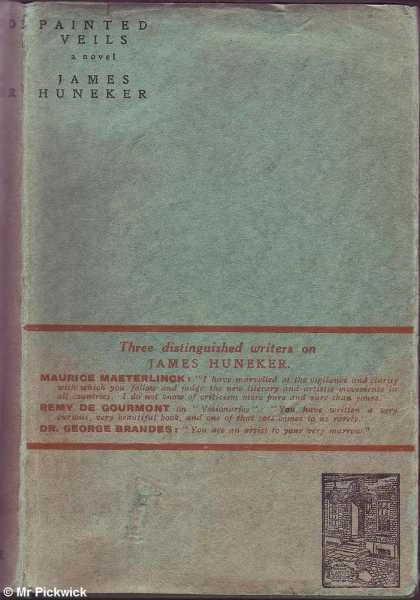 PAINTED
VEILS
a novel
JAMES
HUNEKER
Three distinguished writers on
JAMES HUNEKER.
MAURICE MAETERLINCK: "I have marvelled at the vigilance and clarity
with which you follow and judge the new literary and artistic movements in
all countries. I do not know of criticism more pure and sure than yours."
REMY DE GOURMONT on "Visionaries": "You have written a very
curious, very beautiful book, and one of that sort comes to us rarely."
DR. GEORGE BRANDES: "You are an artist to your very marrow."
© Mr Pickwick